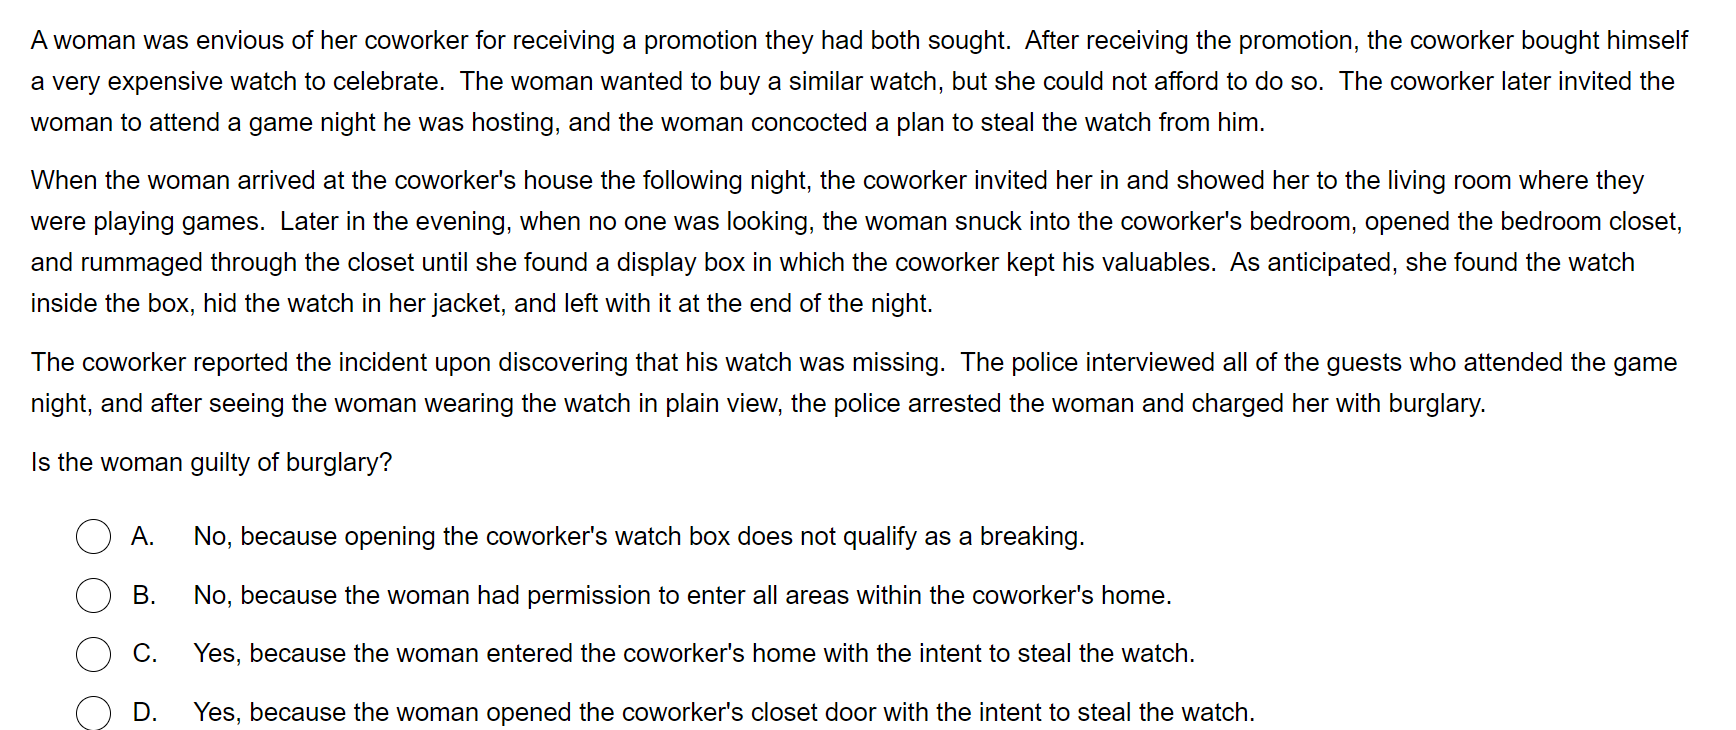 A woman was envious of her coworker for receiving a promotion they had both sought.  After receiving the promotion, the coworker bought himself
a very expensive watch to celebrate.  The woman wanted to buy a similar watch, but she could not afford to do so.  The coworker later invited the
woman to attend a game night he was hosting, and the woman concocted a plan to steal the watch from him.
When the woman arrived at the coworker's house the following night, the coworker invited her in and showed her to the living room where they
were playing games.  Later in the evening, when no one was looking, the woman snuck into the coworker's bedroom, opened the bedroom closet,
and rummaged through the closet until she found a display box in which the coworker kept his valuables.  As anticipated, she found the watch
inside the box, hid the watch in her jacket, and left with it at the end of the night.
The coworker reported the incident upon discovering that his watch was missing.  The police interviewed all of the guests who attended the game
night, and after seeing the woman wearing the watch in plain view, the police arrested the woman and charged her with burglary.
Is the woman guilty of burglary?
A. No, because opening the coworker's watch box does not qualify as a breaking.
B. No, because the woman had permission to enter all areas within the coworker's home.
C. Yes, because the woman entered the coworker's home with the intent to steal the watch.
D. Yes, because the woman opened the coworker's closet door with the intent to steal the watch.